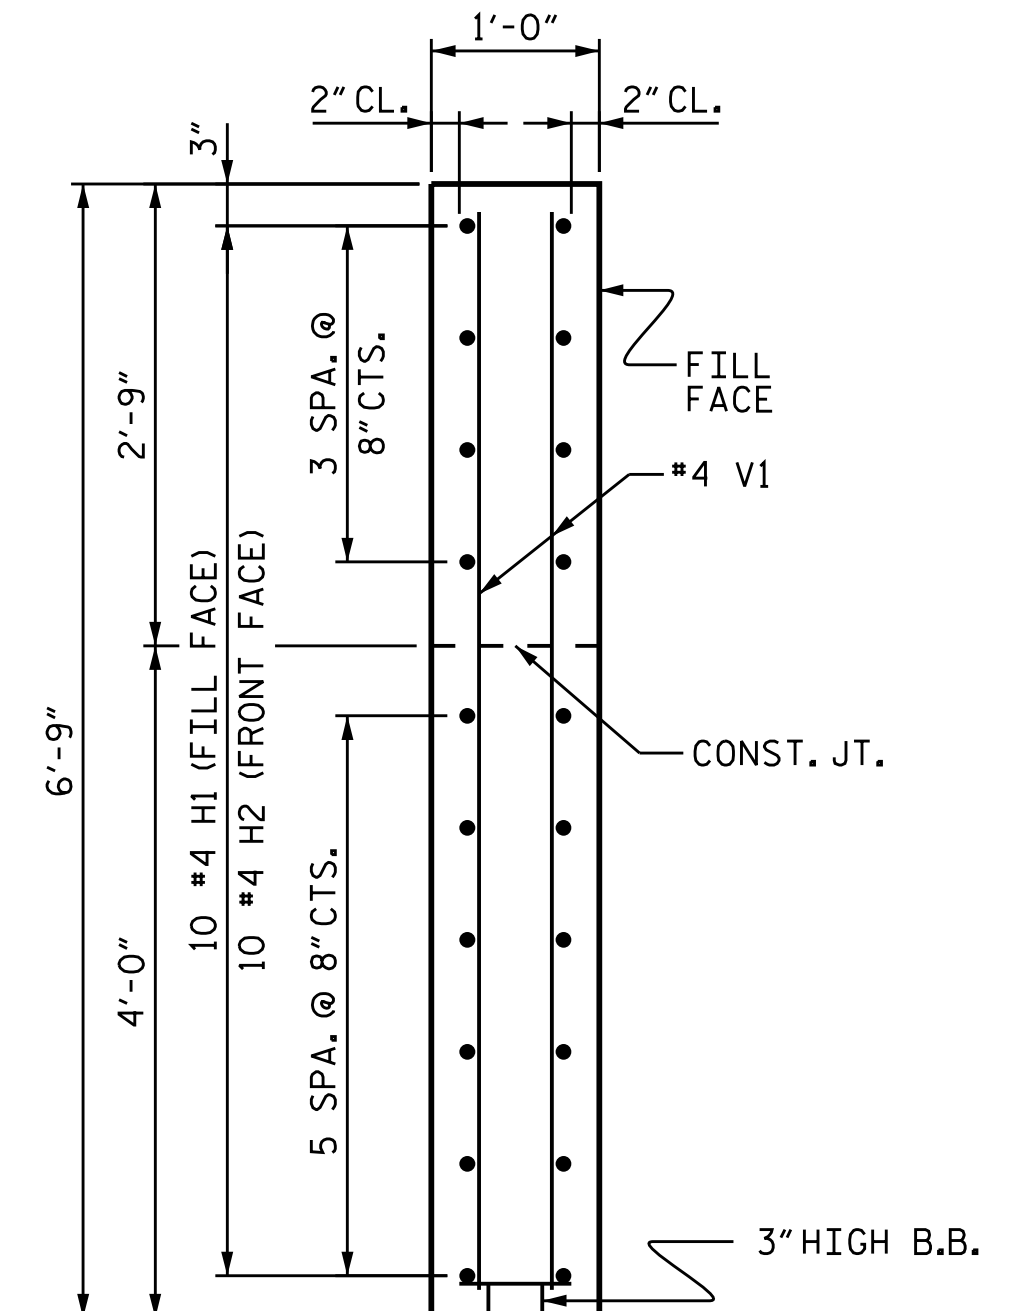 1'-0"
2" CL.
2" CL.
3"
3 SPA. @
8" CTS.
FILL
FACE
2'-9"
#4 V1
10 #4 H1 (FILL FACE)
10 #4 H2 (FRONT FACE)
6'-9"
CONST. JT.
4'-0"
5 SPA. @ 8" CTS.
3" HIGH B.B.